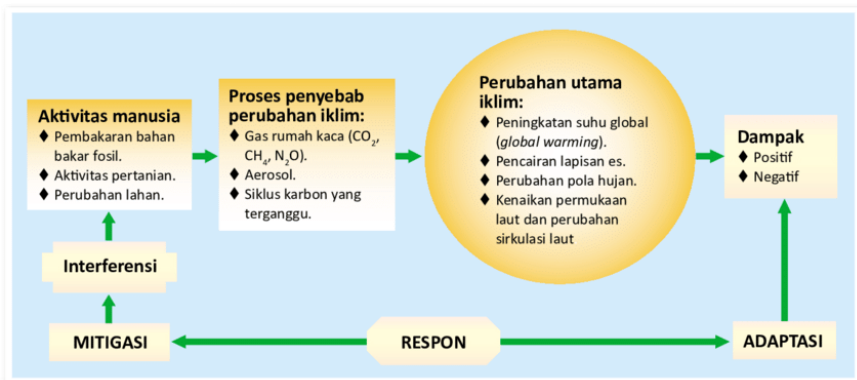 Aktivitas manusia
♦ Pembakaran bahan
bakar fosil.
♦ Aktivitas pertanian.
♦ Perubahan lahan.
Proses penyebab
perubahan iklim:
♦ Gas rumah kaca (CO₂,
CH₄, N₂O).
♦ Aerosol.
♦ Siklus karbon yang
terganggu.
Perubahan utama
iklim:
♦ Peningkatan suhu global
(global warming).
♦ Pencairan lapisan es.
♦ Perubahan pola hujan.
♦ Kenaikan permukaan
laut dan perubahan
sirkulasi laut
Dampak
♦ Positif
♦ Negatif
Interferensi
MITIGASI
RESPON
ADAPTASI